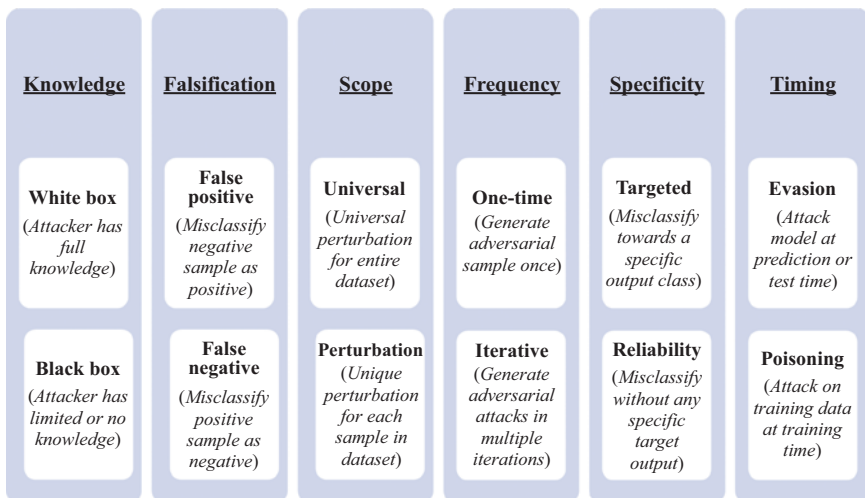 Knowledge
White box
(Attacker has
full
knowledge)
Black box
(Attacker has
limited or no
knowledge)
Falsification
False
positive
(Misclassify
negative
sample as
positive)
False
negative
(Misclassify
positive
sample as
negative)
Scope
Universal
(Universal
perturbation
for entire
dataset)
Perturbation
(Unique
perturbation
for each
sample in
dataset)
Frequency
One-time
(Generate
adversarial
sample once)
Iterative
(Generate
adversarial
attacks in
multiple
iterations)
Specificity
Targeted
(Misclassify
towards a
specific
output class)
Reliability
(Misclassify
without any
specific
target
output)
Timing
Evasion
(Attack
model at
prediction or
test time)
Poisoning
(Attack on
training data
at training
time)